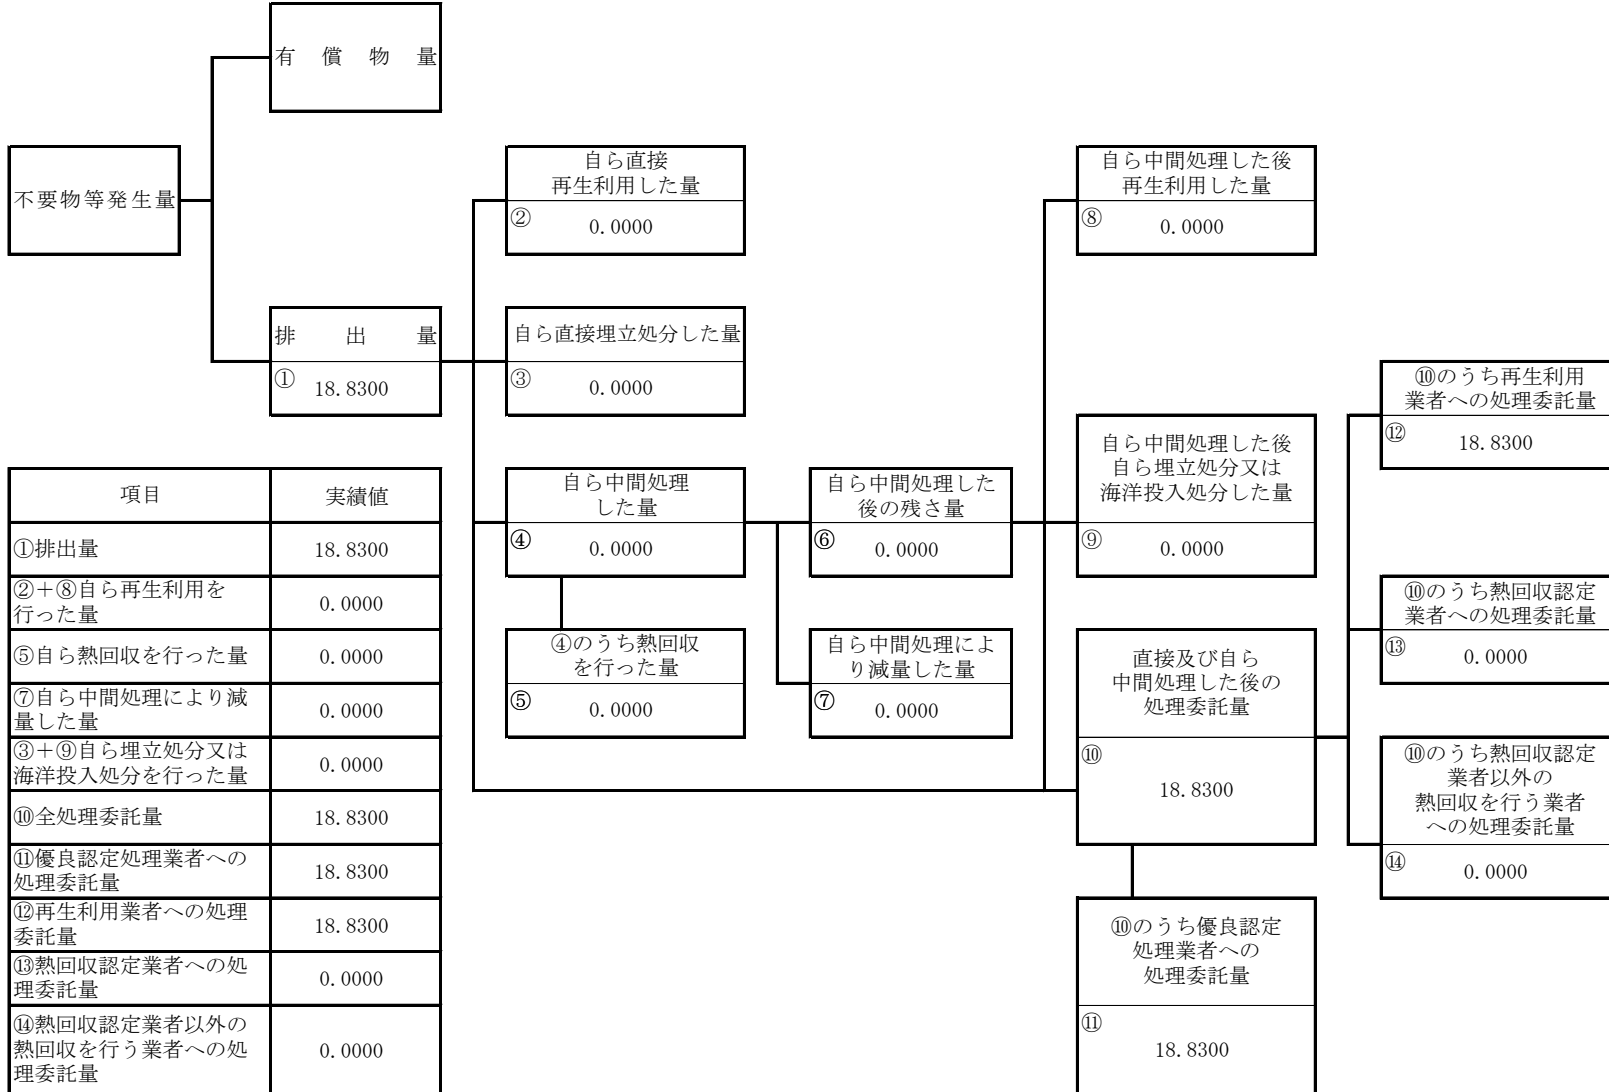 有償物量
不要物等発生量
排出量
① 18.8300
自ら直接
再生利用した量
② 0.0000
自ら直接埋立処分した量
③ 0.0000
自ら中間処理
した量
④ 0.0000
④のうち熱回収
を行った量
⑤ 0.0000
自ら中間処理した
後の残さ量
⑥ 0.0000
自ら中間処理によ
り減量した量
⑦ 0.0000
自ら中間処理した後
再生利用した量
⑧ 0.0000
自ら中間処理した後
自ら埋立処分又は
海洋投入処分した量
⑨ 0.0000
直接及び自ら
中間処理した後の
処理委託量
⑩ 18.8300
⑩のうち優良認定
処理業者への
処理委託量
⑪ 18.8300
⑩のうち再生利用
業者への処理委託量
⑫ 18.8300
⑩のうち熱回収認定
業者への処理委託量
⑬ 0.0000
⑩のうち熱回収認定
業者以外の
熱回収を行う業者
への処理委託量
⑭ 0.0000
項目 実績値
①排出量 18.8300
②+⑧自ら再生利用を
行った量 0.0000
⑤自ら熱回収を行った量 0.0000
⑦自ら中間処理により減
量した量 0.0000
③+⑨自ら埋立処分又は
海洋投入処分を行った量 0.0000
⑩全処理委託量 18.8300
⑪優良認定処理業者への
処理委託量 18.8300
⑫再生利用業者への処理
委託量 18.8300
⑬熱回収認定業者への処
理委託量 0.0000
⑭熱回収認定業者以外の
熱回収を行う業者への処
理委託量 0.0000